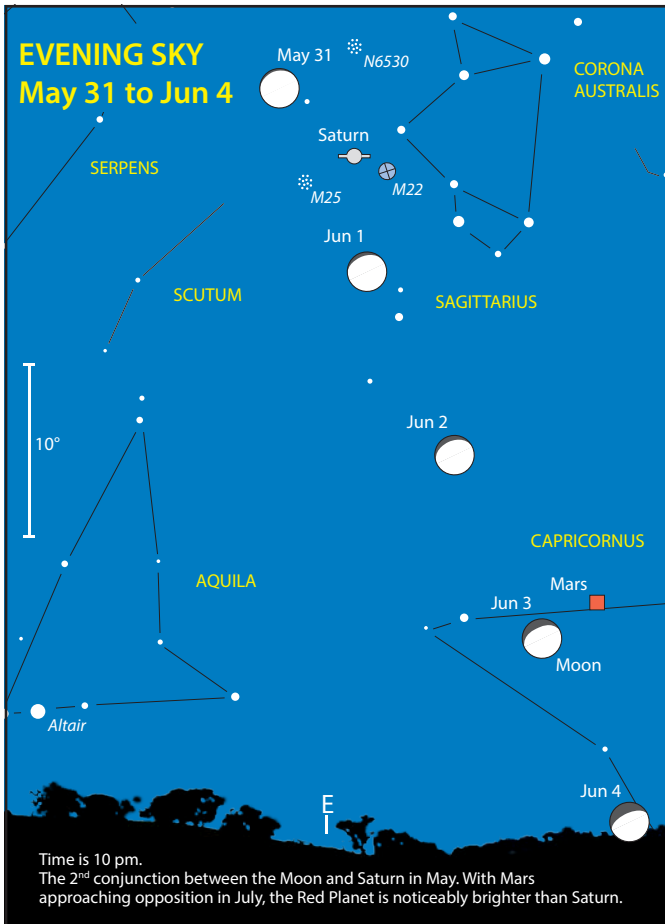 EVENING SKY
May 31 to Jun 4
May 31
N6530
CORONA
AUSTRALIS
Saturn
SERPENS
M22
M25
Jun 1
SCUTUM
SAGITTARIUS
10°
Jun 2
CAPRICORNUS
AQUILA
Mars
Jun 3
Moon
Altair
Jun 4
E
Time is 10 pm.
The 2nd conjunction between the Moon and Saturn in May. With Mars
approaching opposition in July, the Red Planet is noticeably brighter than Saturn.